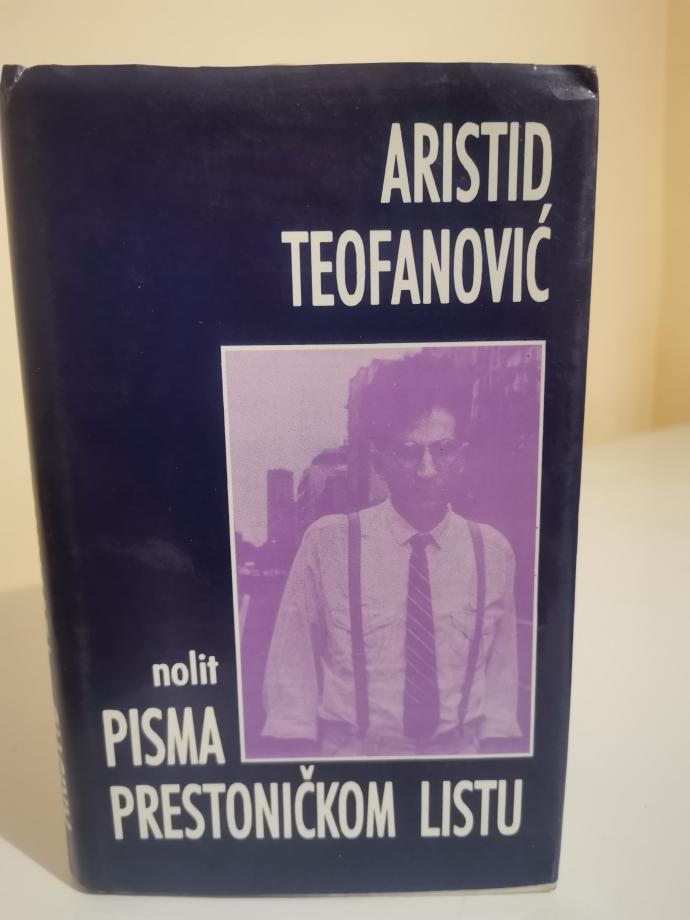 ARISTID
TEOFANOVIĆ
nolit
PISMA
PRESTONIČKOM LISTU